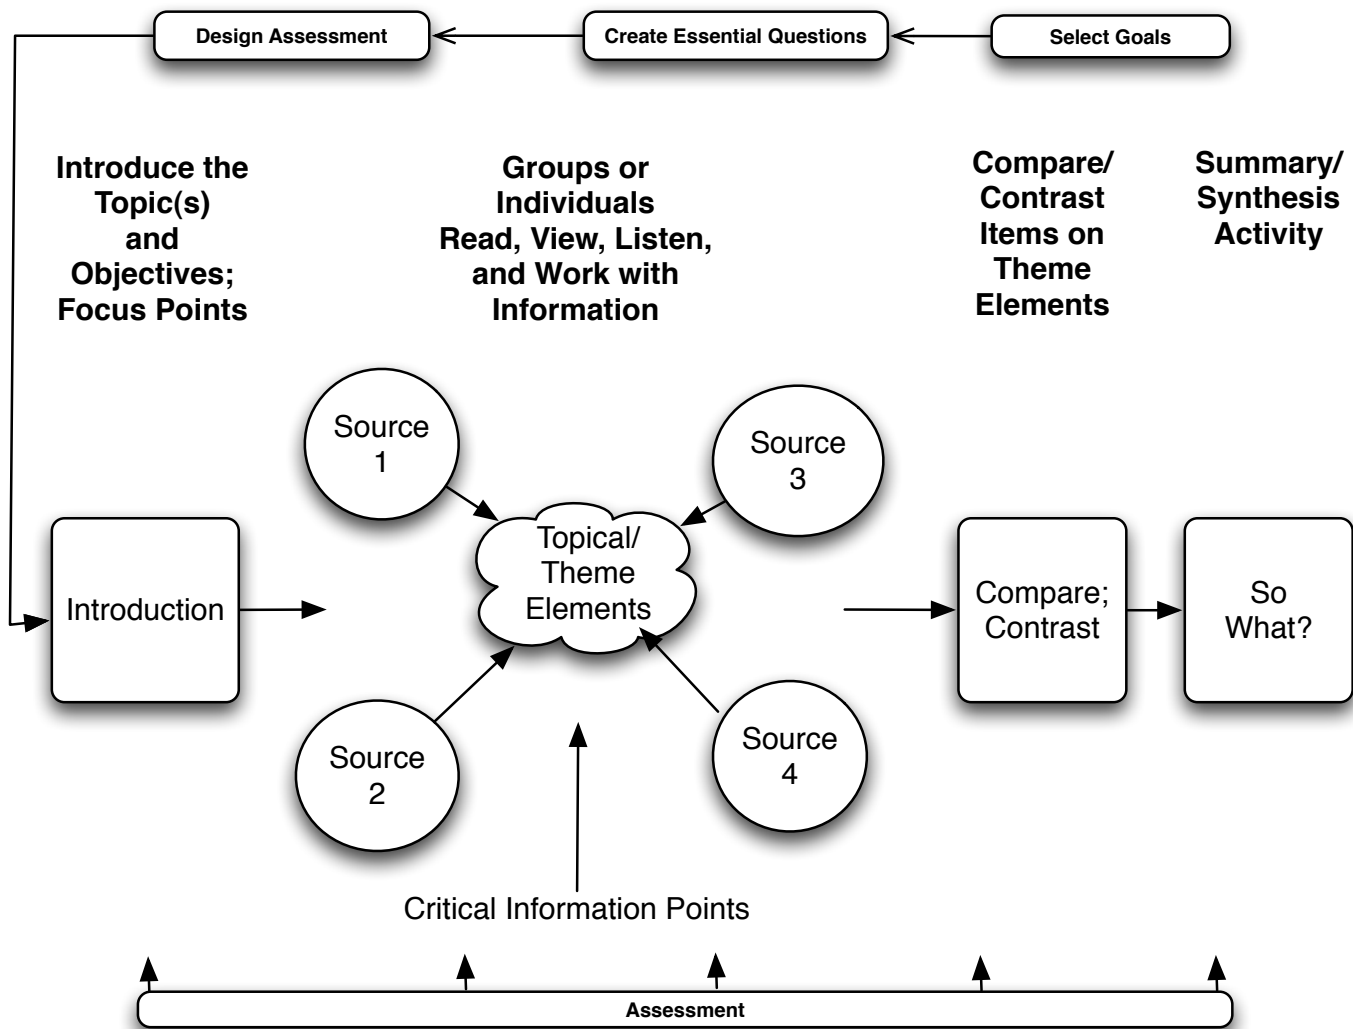 Design Assessment
Create Essential Questions
Select Goals
Introduce the
Topic(s)
and
Objectives;
Focus Points
Groups or
Individuals
Read, View, Listen,
and Work with
Information
Compare/
Contrast
Items on
Theme
Elements
Summary/
Synthesis
Activity
Source
1
Source
3
Topical/
Theme
Elements
Introduction
Compare;
Contrast
So
What?
Source
2
Source
4
Critical Information Points
Assessment